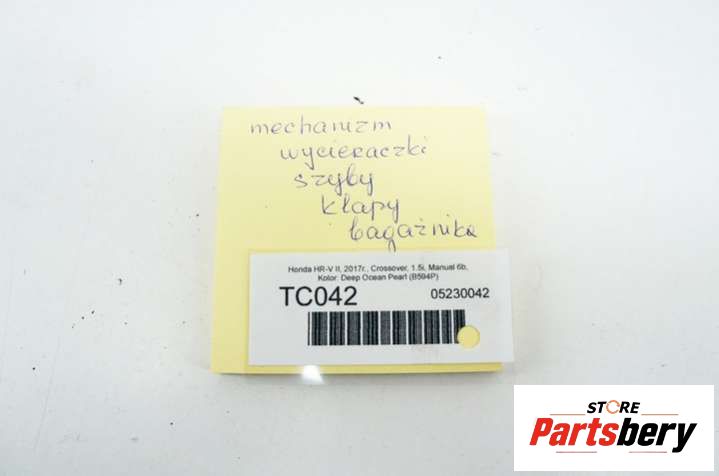 mechanizm
wycieraczki
szyby
klapy
bagażnika
Honda HR-V II, 2017г., Crossover, 1.5i, Manual 6b,
Kolor: Deep Ocean Pearl (B594P)
TC042 05230042
STORE
Partsbery